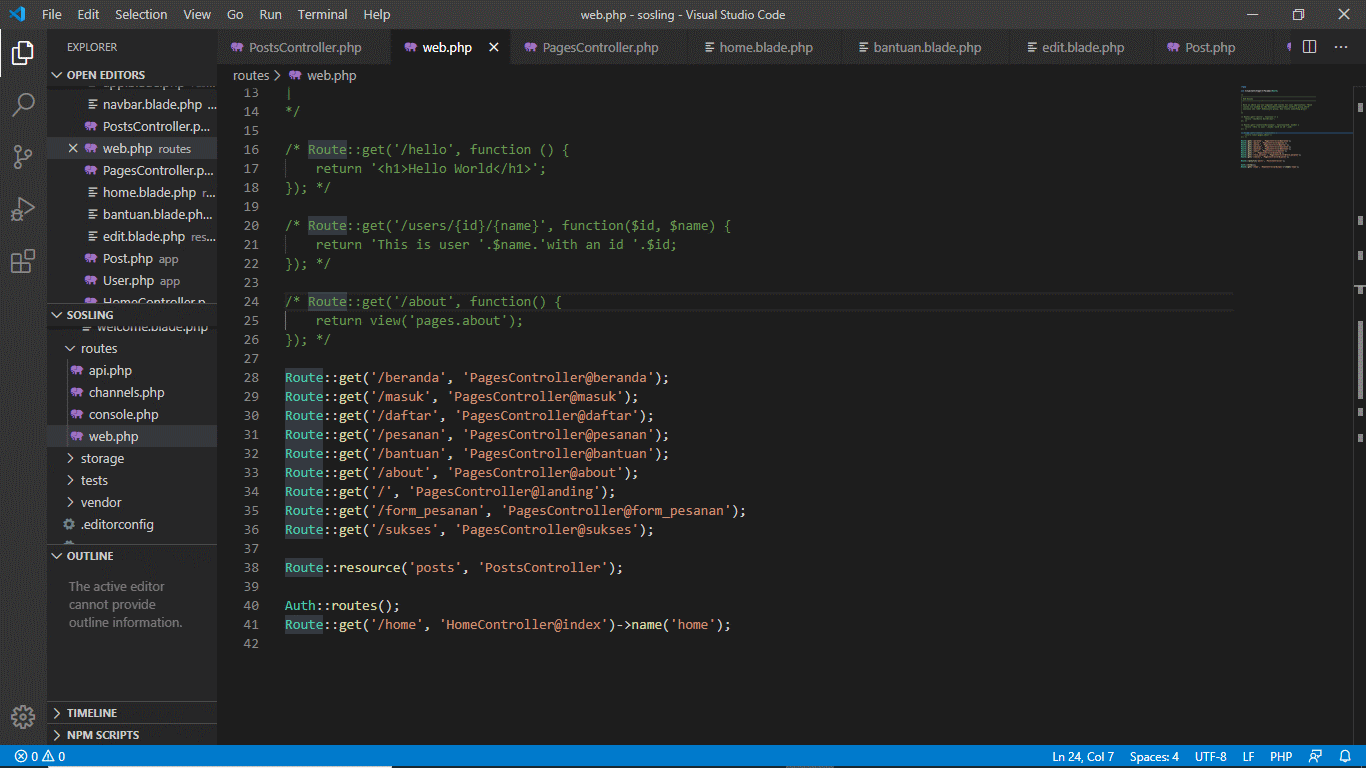 File Edit Selection View Go Run Terminal Help
web.php - sosling - Visual Studio Code
EXPLORER
PostsController.php
web.php
PagesController.php
home.blade.php
bantuan.blade.php
edit.blade.php
Post.php
OPEN EDITORS
navbar.blade.php ...
PostsController.p...
web.php routes
PagesController.p...
home.blade.php r...
bantuan.blade.ph...
edit.blade.php res...
Post.php app
User.php app
HomeController.p...
SOSLING
welcome.blade.php
routes
api.php
channels.php
console.php
web.php
storage
tests
vendor
.editorconfig
OUTLINE
The active editor
cannot provide
outline information.
TIMELINE
NPM SCRIPTS
routes > web.php
13 |
14 */
15
16 /* Route::get('/hello', function () {
17 return '<h1>Hello World</h1>';
18 }); */
19
20 /* Route::get('/users/{id}/{name}', function($id, $name) {
21 return 'This is user '.$name.'with an id '.$id;
22 }); */
23
24 /* Route::get('/about', function() {
25 return view('pages.about');
26 }); */
27
28 Route::get('/beranda', 'PagesController@beranda');
29 Route::get('/masuk', 'PagesController@masuk');
30 Route::get('/daftar', 'PagesController@daftar');
31 Route::get('/pesanan', 'PagesController@pesanan');
32 Route::get('/bantuan', 'PagesController@bantuan');
33 Route::get('/about', 'PagesController@about');
34 Route::get('/', 'PagesController@landing');
35 Route::get('/form_pesanan', 'PagesController@form_pesanan');
36 Route::get('/sukses', 'PagesController@sukses');
37
38 Route::resource('posts', 'PostsController');
39
40 Auth::routes();
41 Route::get('/home', 'HomeController@index')->name('home');
42
0 0
Ln 24, Col 7 Spaces: 4 UTF-8 LF PHP